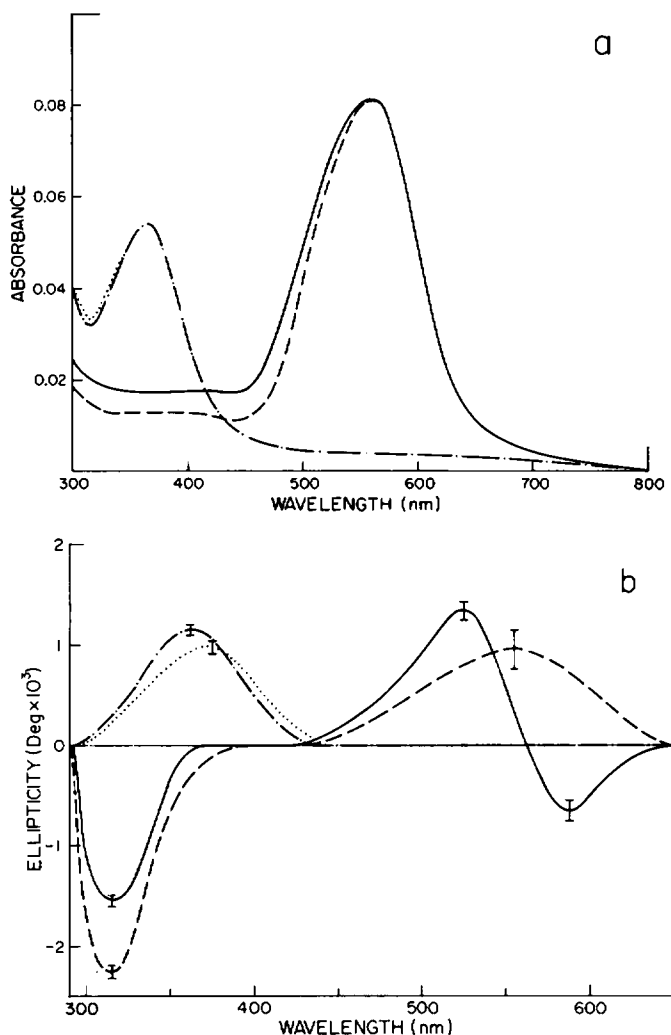 a
0.08
0.06
0.04
0.02
ABSORBANCE
300 400 500 600 700 800
WAVELENGTH (nm)
b
2
1
0
-1
-2
ELLIPTICITY (Deg × 10³)
290 400 500 600
WAVELENGTH (nm)